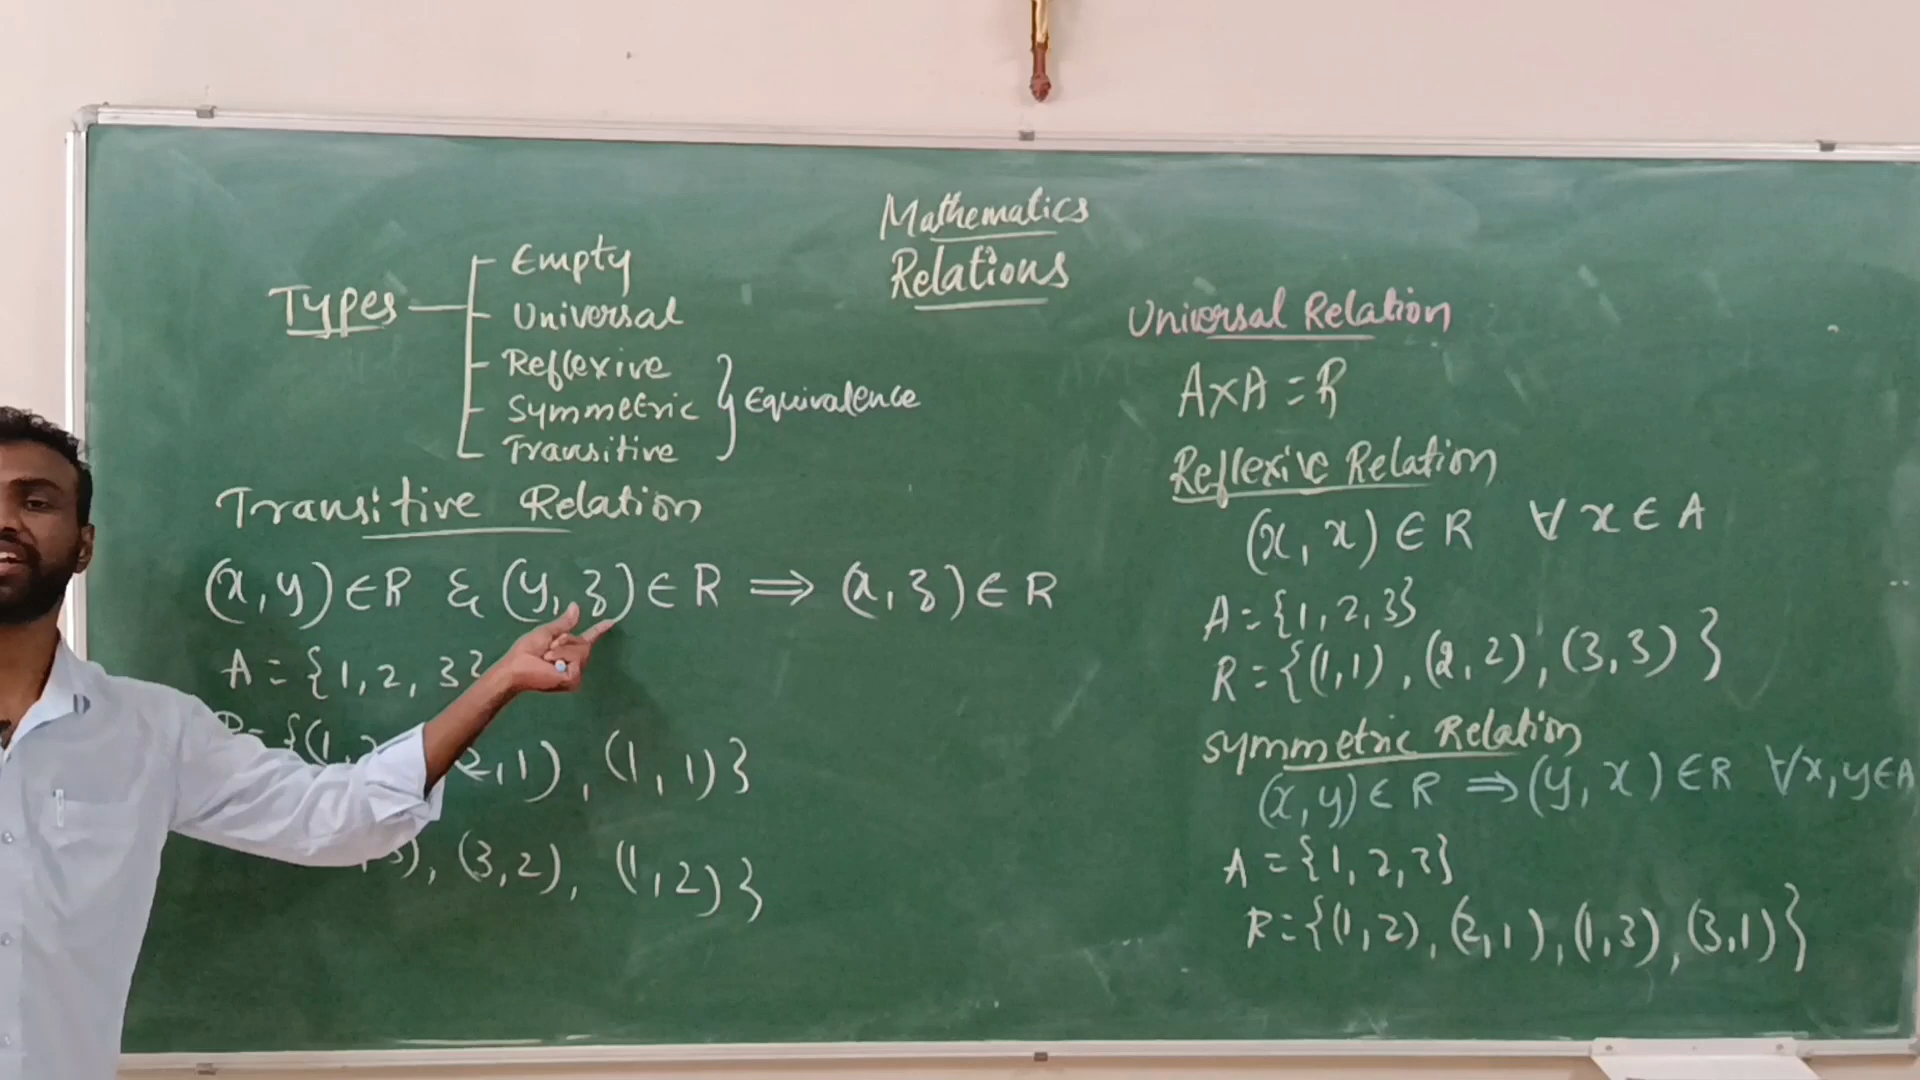 Mathematics
Relations
Types
Empty
Universal
Reflexive
Symmetric
Transitive
Equivalence
Transitive Relation
(x, y) ∈ R & (y, z) ∈ R ⟹ (x, z) ∈ R
A = {1, 2, 3}
2,1), (1, 1)}
3), (3,2), (1,2)}
Universal Relation
A×A = R
Reflexive Relation
(x, x) ∈ R ∀ x ∈ A
A = {1, 2, 3}
R = {(1,1), (2,2), (3,3)}
Symmetric Relation
(x, y) ∈ R ⟹ (y, x) ∈ R ∀x, y ∈ A
A = {1, 2, 3}
R = {(1,2), (2,1), (1,3), (3,1)}